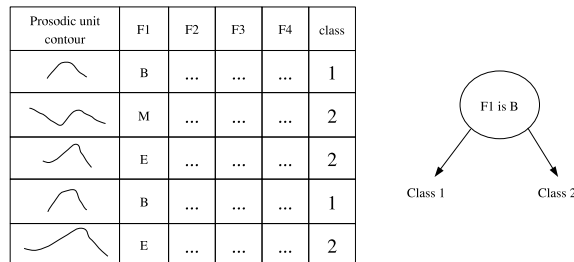 Prosodic unit contour F1 F2 F3 F4 class
B ... ... ... 1
M ... ... ... 2
E ... ... ... 2
B ... ... ... 1
E ... ... ... 2
F1 is B
Class 1 Class 2